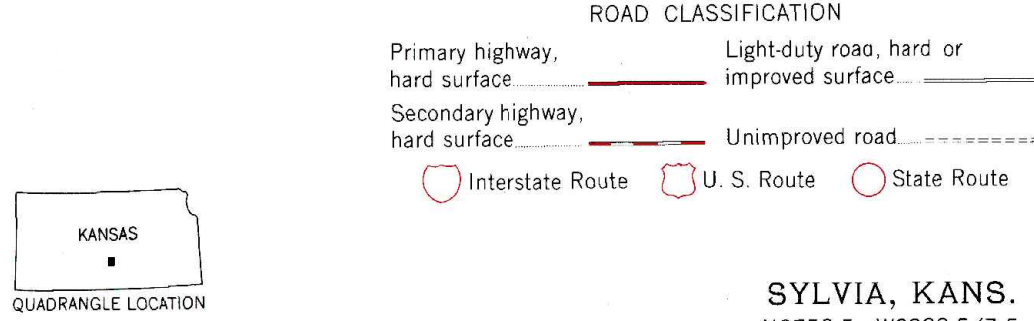 ROAD CLASSIFICATION
Primary highway,
hard surface
Light-duty road, hard or
improved surface
Secondary highway,
hard surface
Unimproved road
Interstate Route
U. S. Route
State Route
KANSAS
QUADRANGLE LOCATION
SYLVIA, KANS.